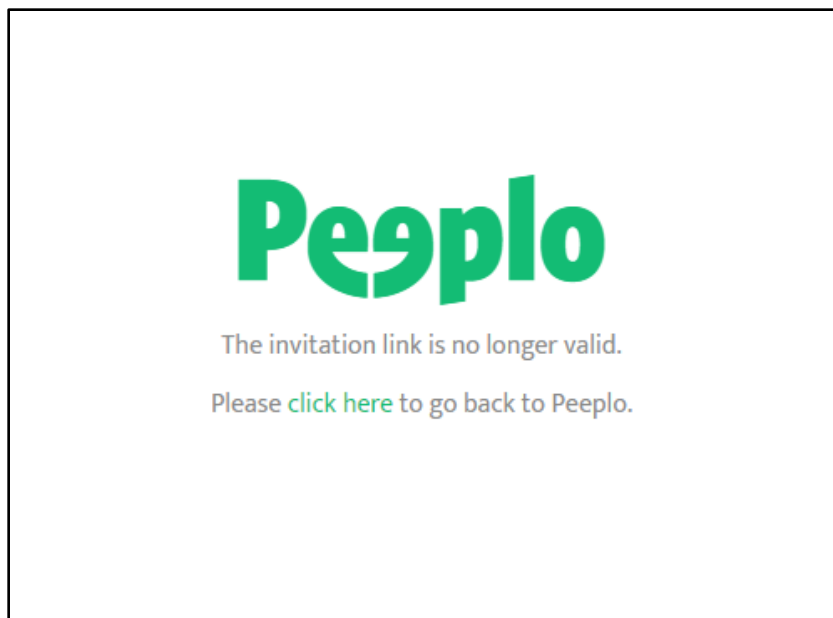 Peeplo
The invitation link is no longer valid.
Please click here to go back to Peeplo.